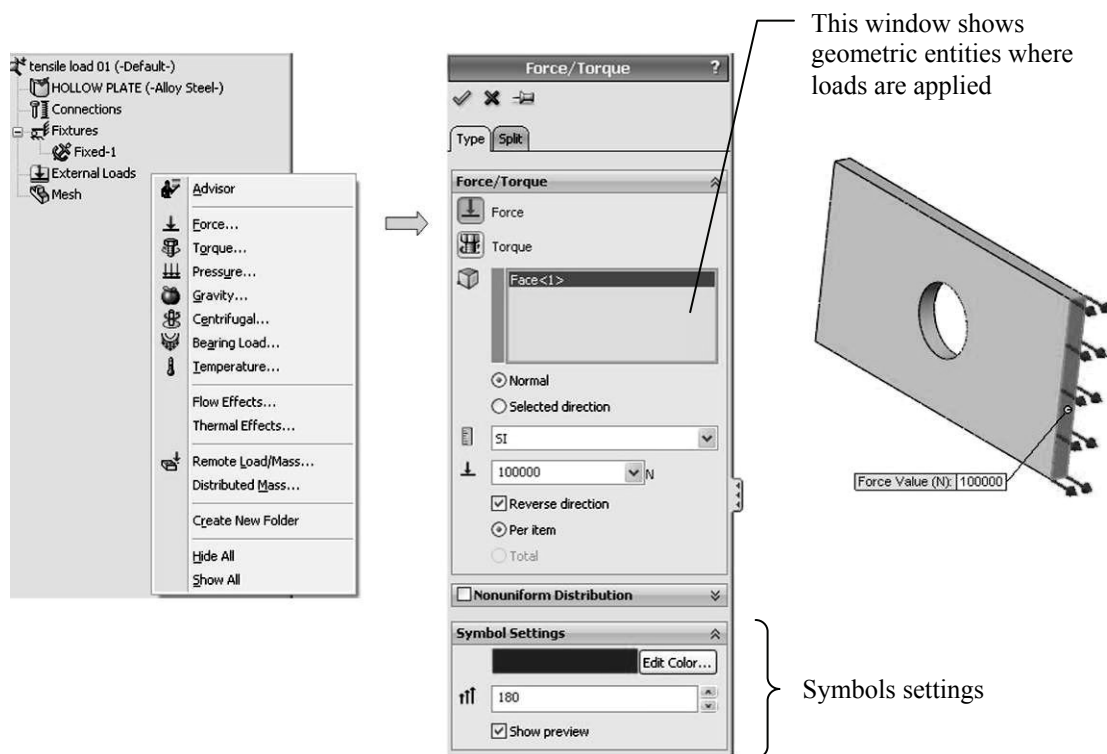 This window shows
geometric entities where
loads are applied
tensile load 01 (-Default-)
HOLLOW PLATE (-Alloy Steel-)
Connections
Fixtures
Fixed-1
External Loads
Mesh
Advisor
Force...
Torque...
Pressure...
Gravity...
Centrifugal...
Bearing Load...
Temperature...
Flow Effects...
Thermal Effects...
Remote Load/Mass...
Distributed Mass...
Create New Folder
Hide All
Show All
Force/Torque ?
Type Split
Force/Torque
Force
Torque
Face<1>
Normal
Selected direction
SI
100000 N
Reverse direction
Per item
Total
Nonuniform Distribution
Symbol Settings
Edit Color...
180
Show preview
Force Value (N): 100000
Symbols settings